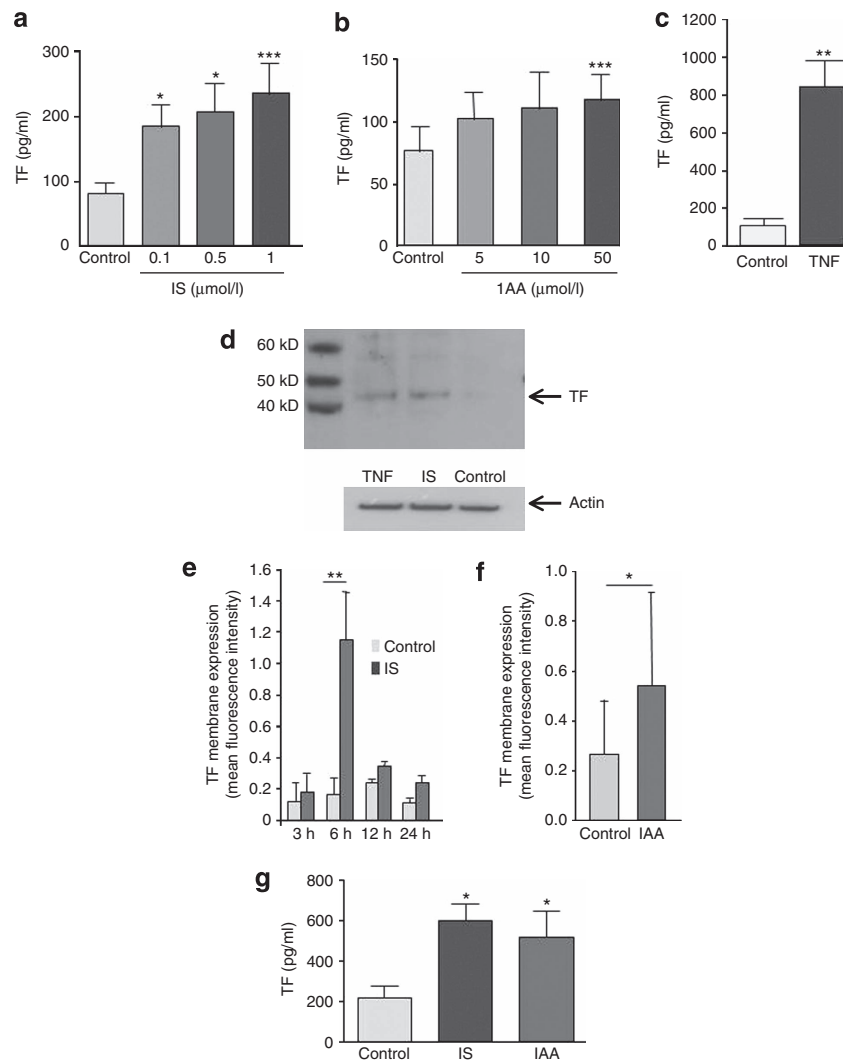 a
TF (pg/ml)
300
200
100
0
*
*
***
Control
0.1
0.5
1
IS (μmol/l)
b
TF (pg/ml)
150
100
50
0
***
Control
5
10
50
1AA (μmol/l)
c
TF (pg/ml)
1200
1000
800
600
400
200
0
**
Control
TNF
d
60 kD
50 kD
40 kD
TF
TNF IS Control
Actin
e
TF membrane expression
(mean fluorescence intensity)
1.6
1.4
1.2
1.0
0.8
0.6
0.4
0.2
0
**
Control
IS
3 h
6 h
12 h
24 h
f
TF membrane expression
(mean fluorescence intensity)
1.0
0.8
0.6
0.4
0.2
0.0
*
Control IAA
g
TF (pg/ml)
800
600
400
200
0
*
*
Control
IS
IAA